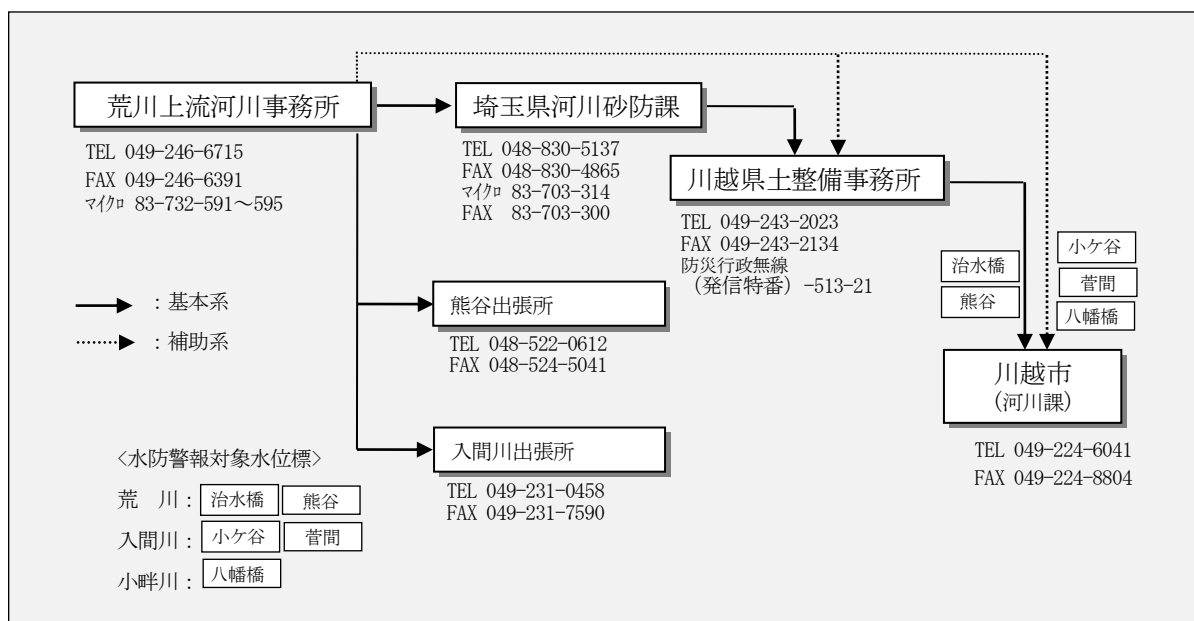 荒川上流河川事務所
TEL 049-246-6715
FAX 049-246-6391
ﾏｲｸﾛ 83-732-591～595
埼玉県河川砂防課
TEL 048-830-5137
FAX 048-830-4865
ﾏｲｸﾛ 83-703-314
FAX 83-703-300
川越県土整備事務所
TEL 049-243-2023
FAX 049-243-2134
防災行政無線
(発信特番) -513-21
治水橋
熊谷
小ケ谷
菅間
八幡橋
熊谷出張所
TEL 048-522-0612
FAX 048-524-5041
：基本系
：補助系
川越市
(河川課)
TEL 049-224-6041
FAX 049-224-8804
入間川出張所
TEL 049-231-0458
FAX 049-231-7590
〈水防警報対象水位標〉
荒　川： 治水橋 熊谷
入間川： 小ケ谷 菅間
小畔川： 八幡橋